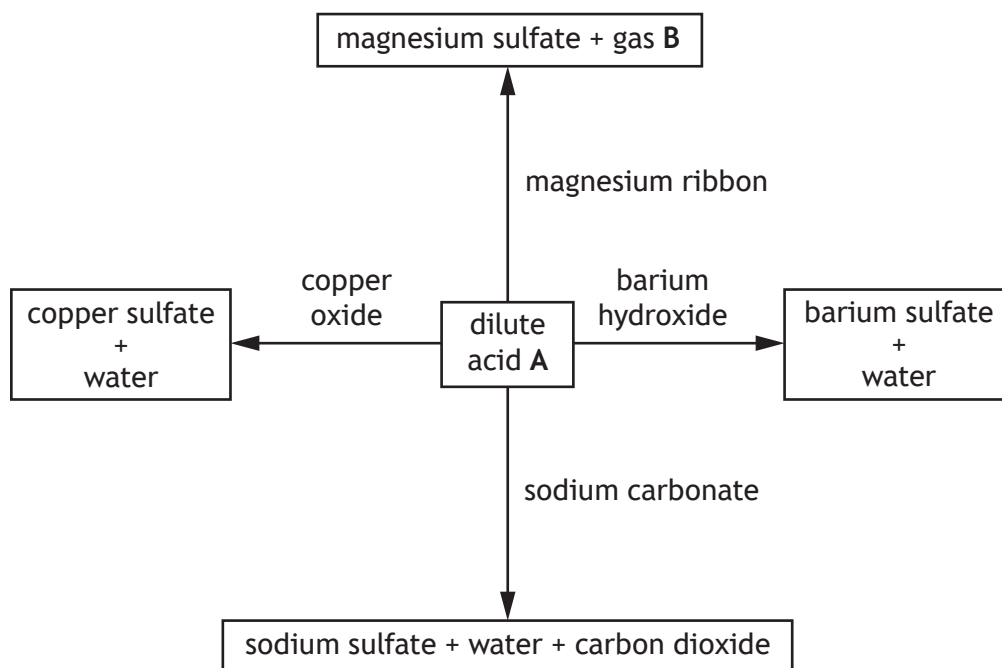 magnesium sulfate + gas B
magnesium ribbon
copper
oxide
barium
hydroxide
copper sulfate
+
water
dilute
acid A
barium sulfate
+
water
sodium carbonate
sodium sulfate + water + carbon dioxide